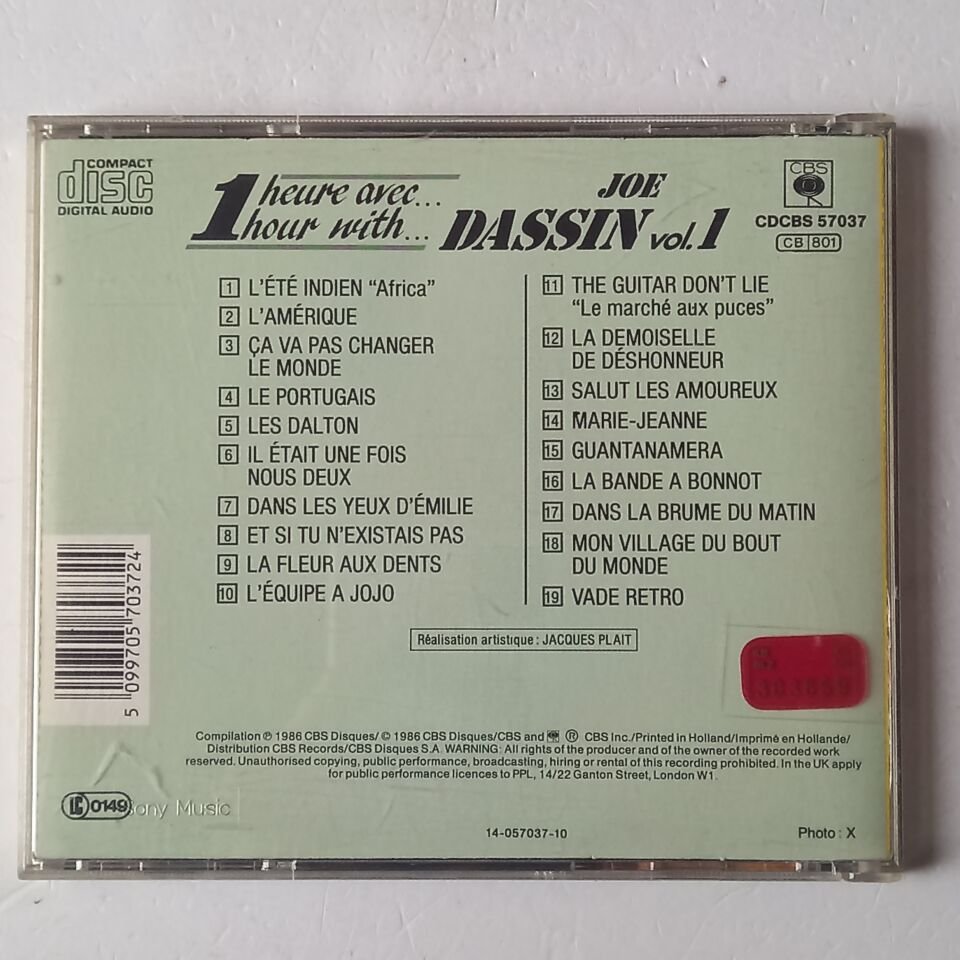 COMPACT
disc
DIGITAL AUDIO
1 heure avec...
1 hour with...
JOE
DASSIN vol. 1
CBS
CDCBS 57037
CB 801
1 L'ÉTÉ INDIEN “Africa”
2 L'AMÉRIQUE
3 ÇA VA PAS CHANGER
LE MONDE
4 LE PORTUGAIS
5 LES DALTON
6 IL ÉTAIT UNE FOIS
NOUS DEUX
7 DANS LES YEUX D'ÉMILIE
8 ET SI TU N'EXISTAIS PAS
9 LA FLEUR AUX DENTS
10 L'ÉQUIPE A JOJO
11 THE GUITAR DON'T LIE
“Le marché aux puces”
12 LA DEMOISELLE
DE DÉSHONNEUR
13 SALUT LES AMOUREUX
14 MARIE-JEANNE
15 GUANTANAMERA
16 LA BANDE A BONNOT
17 DANS LA BRUME DU MATIN
18 MON VILLAGE DU BOUT
DU MONDE
19 VADE RETRO
Réalisation artistique : JACQUES PLAIT
5 099705 703724
Compilation ℗ 1986 CBS Disques/ © 1986 CBS Disques/CBS and ® CBS Inc./Printed in Holland/Imprimé en Hollande/
Distribution CBS Records/CBS Disques S.A. WARNING: All rights of the producer and of the owner of the recorded work
reserved. Unauthorised copying, public performance, broadcasting, hiring or rental of this recording prohibited. In the UK apply
for public performance licences to PPL, 14/22 Ganton Street, London W1.
LC 0149
Sony Music
14-057037-10
Photo : X